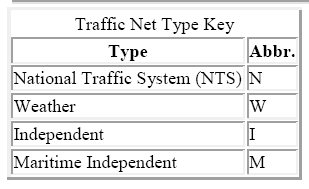 Traffic Net Type Key
Type Abbr.
National Traffic System (NTS) N
Weather W
Independent I
Maritime Independent M